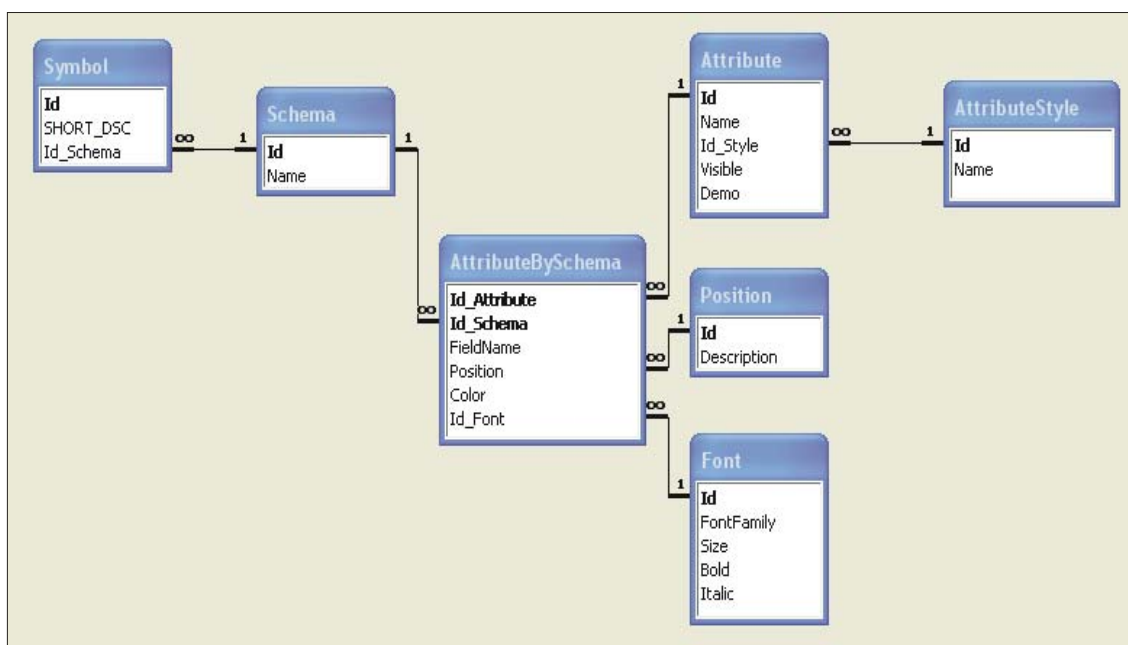 Symbol
Id
SHORT_DSC
Id_Schema
∞
1
Schema
Id
Name
1
∞
AttributeBySchema
Id_Attribute
Id_Schema
FieldName
Position
Color
Id_Font
∞
∞
∞
1
Attribute
Id
Name
Id_Style
Visible
Demo
∞
1
AttributeStyle
Id
Name
1
Position
Id
Description
1
Font
Id
FontFamily
Size
Bold
Italic